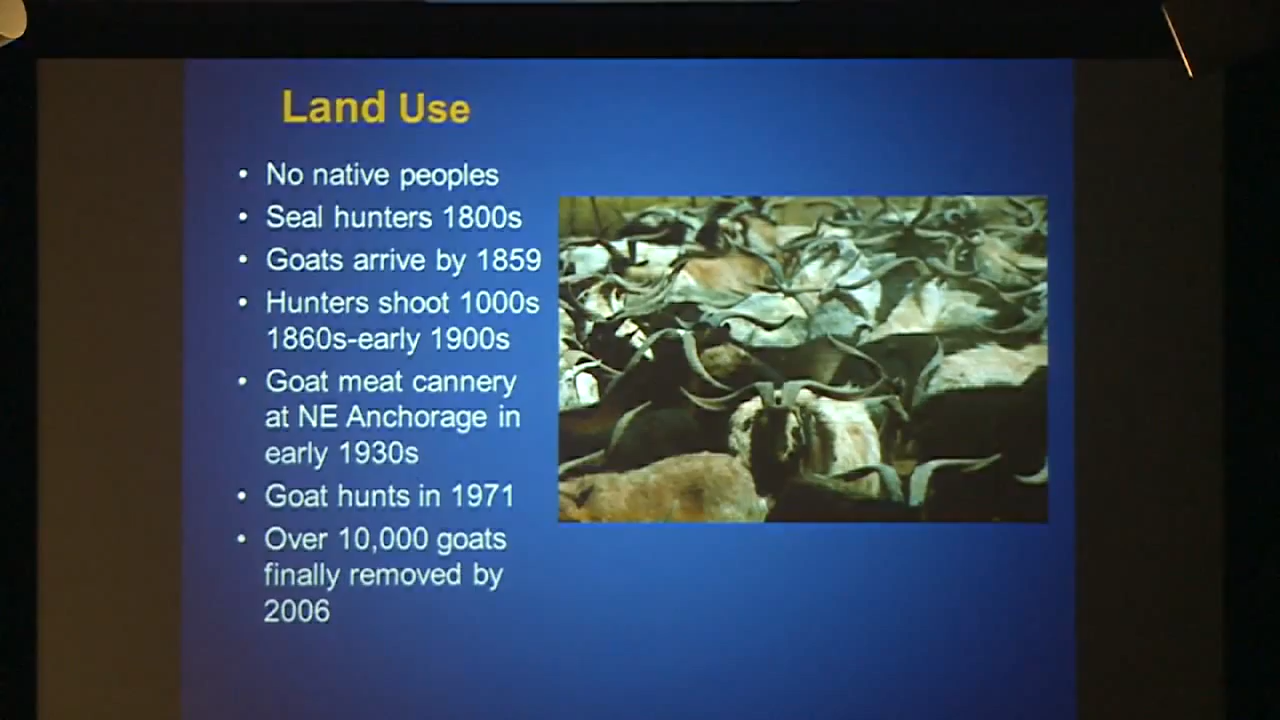 Land Use
• No native peoples
• Seal hunters 1800s
• Goats arrive by 1859
• Hunters shoot 1000s
1860s-early 1900s
• Goat meat cannery
at NE Anchorage in
early 1930s
• Goat hunts in 1971
• Over 10,000 goats
finally removed by
2006